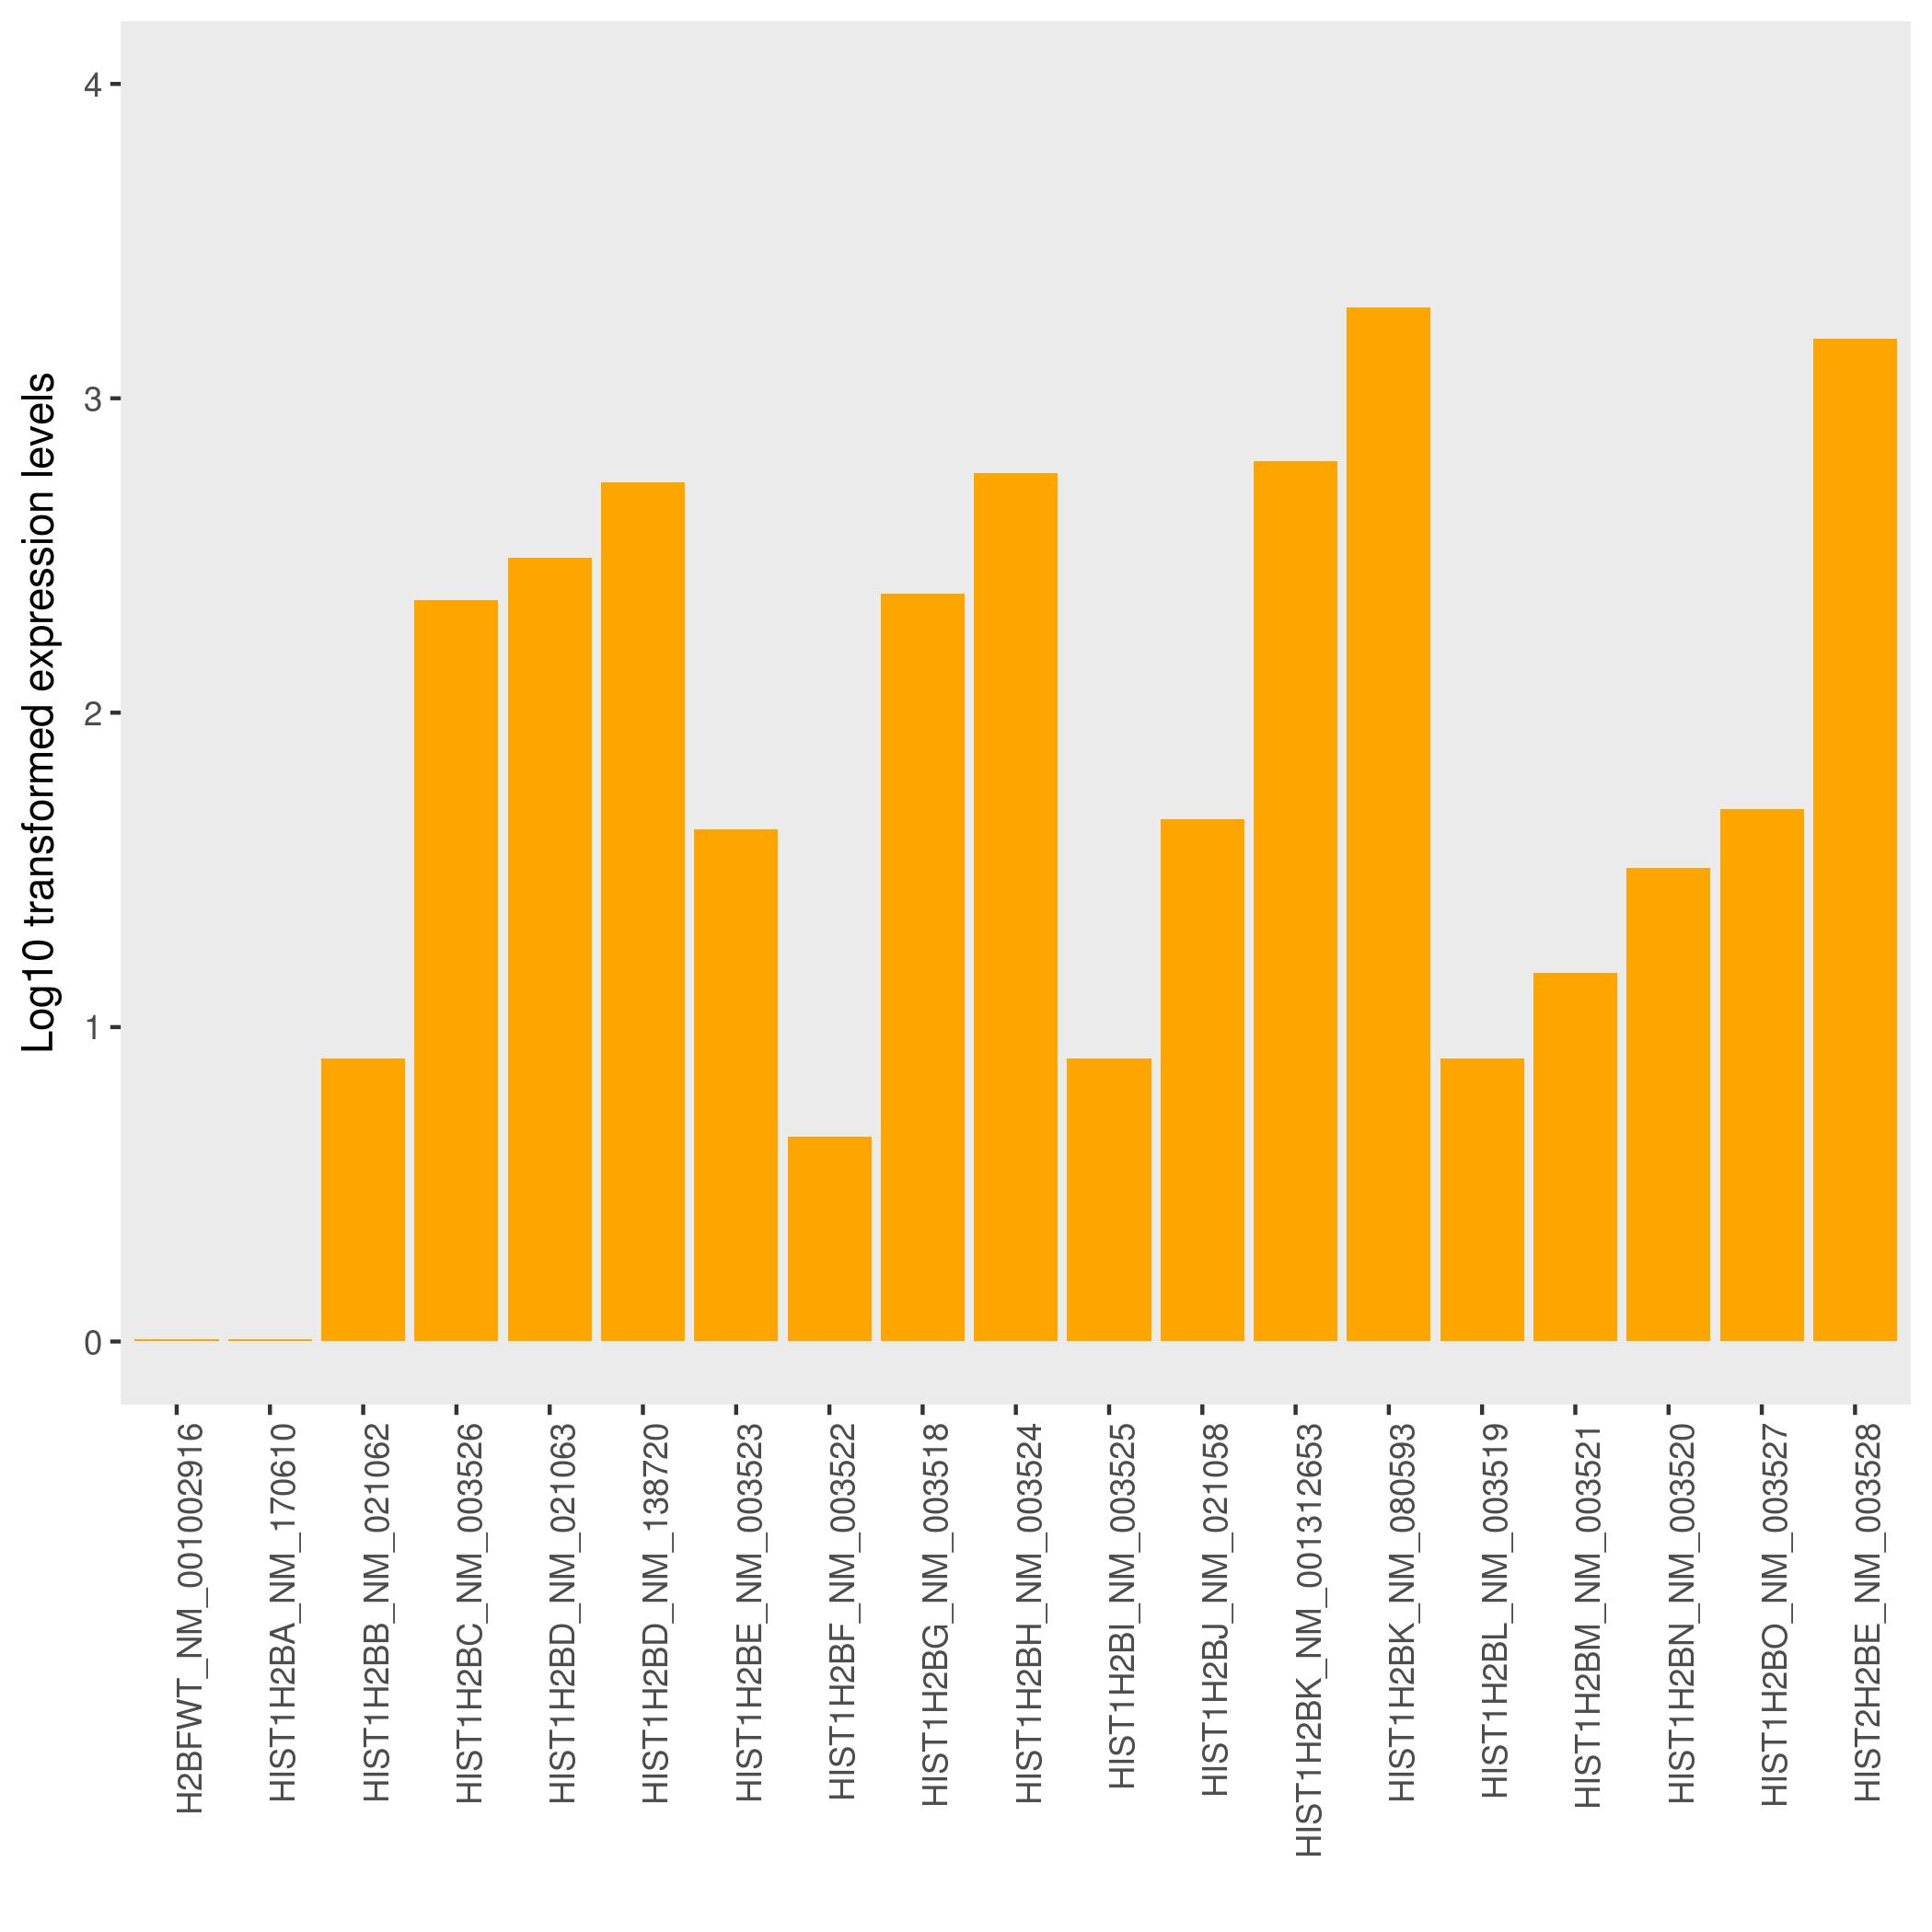 Log10 transformed expression levels
4
3
2
1
0
H2BFWT_NM_001002916
HIST1H2BA_NM_170610
HIST1H2BB_NM_021062
HIST1H2BC_NM_003526
HIST1H2BD_NM_021063
HIST1H2BD_NM_138720
HIST1H2BE_NM_003523
HIST1H2BF_NM_003522
HIST1H2BG_NM_003518
HIST1H2BH_NM_003524
HIST1H2BI_NM_003525
HIST1H2BJ_NM_021058
HIST1H2BK_NM_001312653
HIST1H2BK_NM_080593
HIST1H2BL_NM_003519
HIST1H2BM_NM_003521
HIST1H2BN_NM_003520
HIST1H2BO_NM_003527
HIST2H2BE_NM_003528